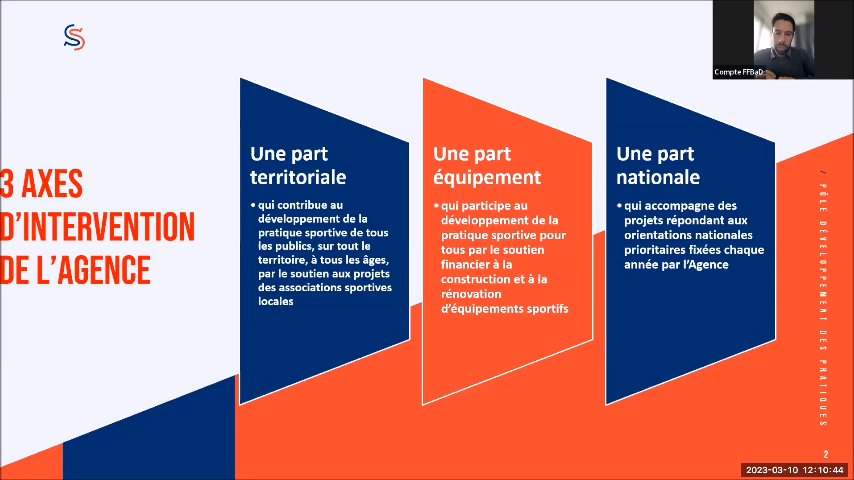 Compte FFBaD
3 AXES
D'INTERVENTION
DE L'AGENCE
Une part
territoriale
• qui contribue au
développement de la
pratique sportive de tous
les publics, sur tout le
territoire, à tous les âges,
par le soutien aux projets
des associations sportives
locales
Une part
équipement
• qui participe au
développement de la
pratique sportive pour
tous par le soutien
financier à la
construction et à la
rénovation
d'équipements sportifs
Une part
nationale
• qui accompagne des
projets répondant aux
orientations nationales
prioritaires fixées chaque
année par l'Agence
/ PÔLE DÉVELOPPEMENT DES PRATIQUES
2
2023-03-10 12:10:44